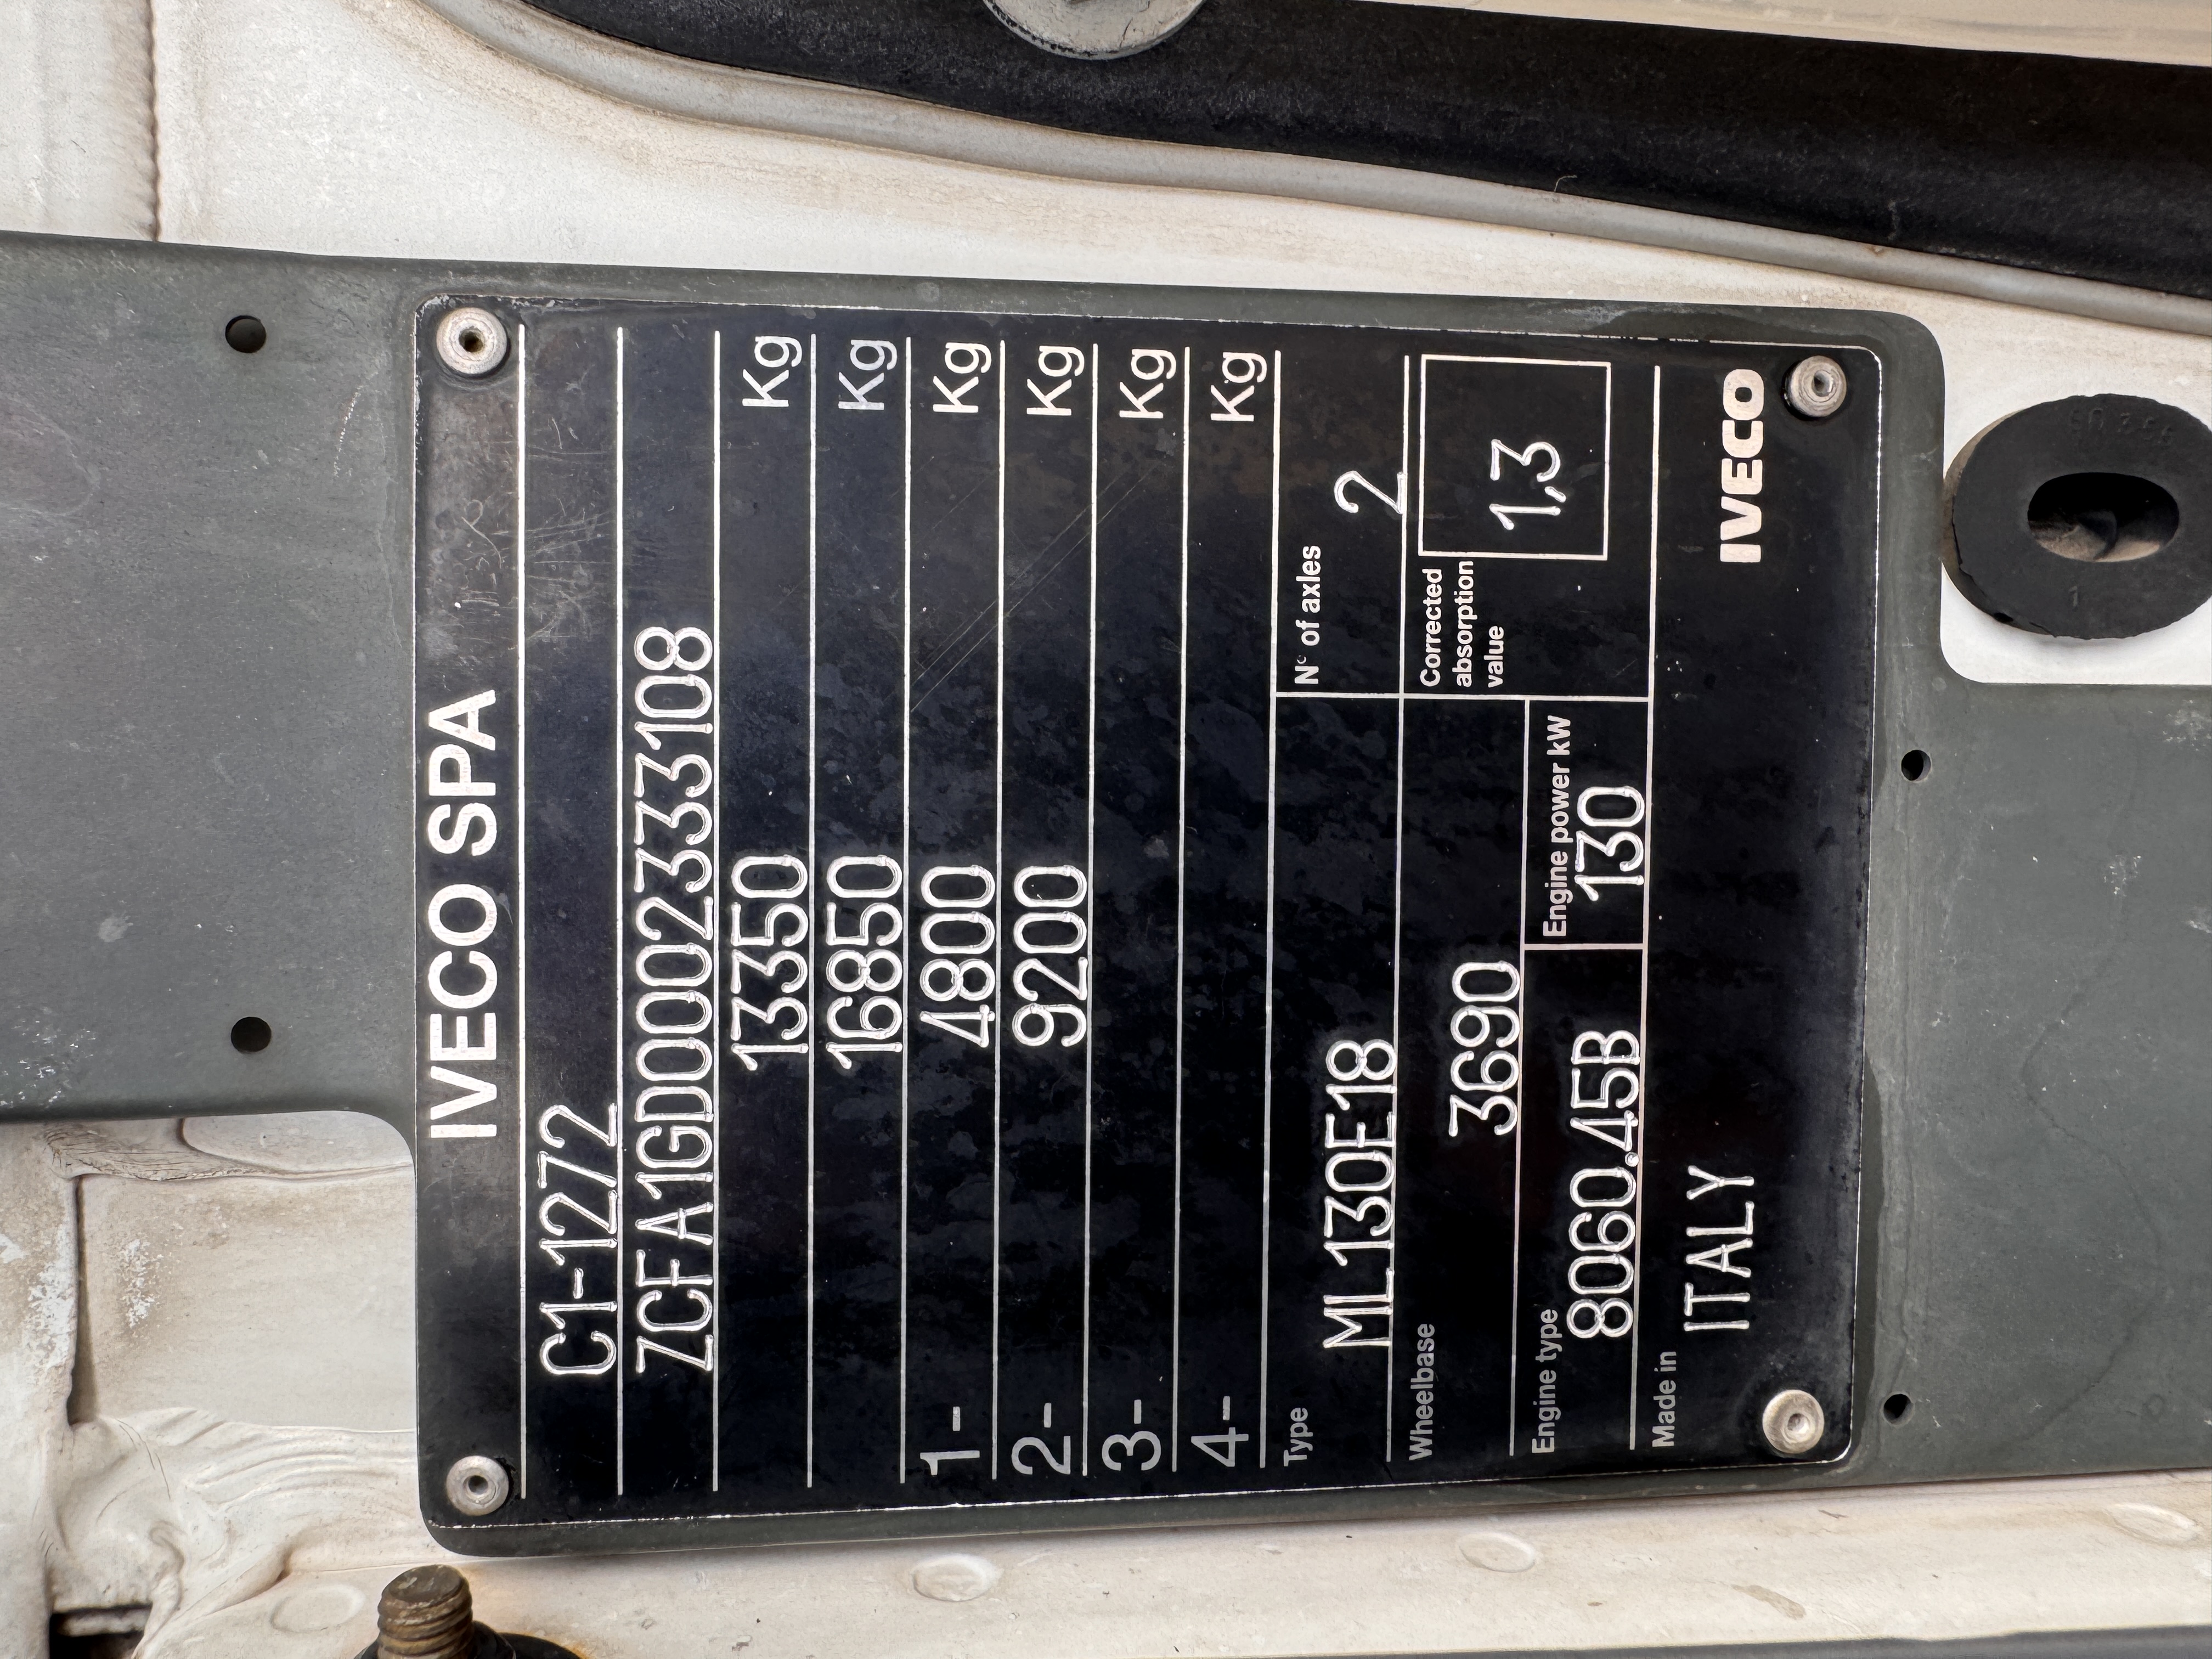 IVECO SPA
C1-1272
ZCFA1GD0002333108
13350 Kg
16850 Kg
1- 4800 Kg
2- 9200 Kg
3- Kg
4- Kg
Type ML130E18
N° of axles 2
Wheelbase 3690
Corrected absorption value 1,3
Engine type 8060.45B
Engine power kW 130
Made in ITALY
IVECO